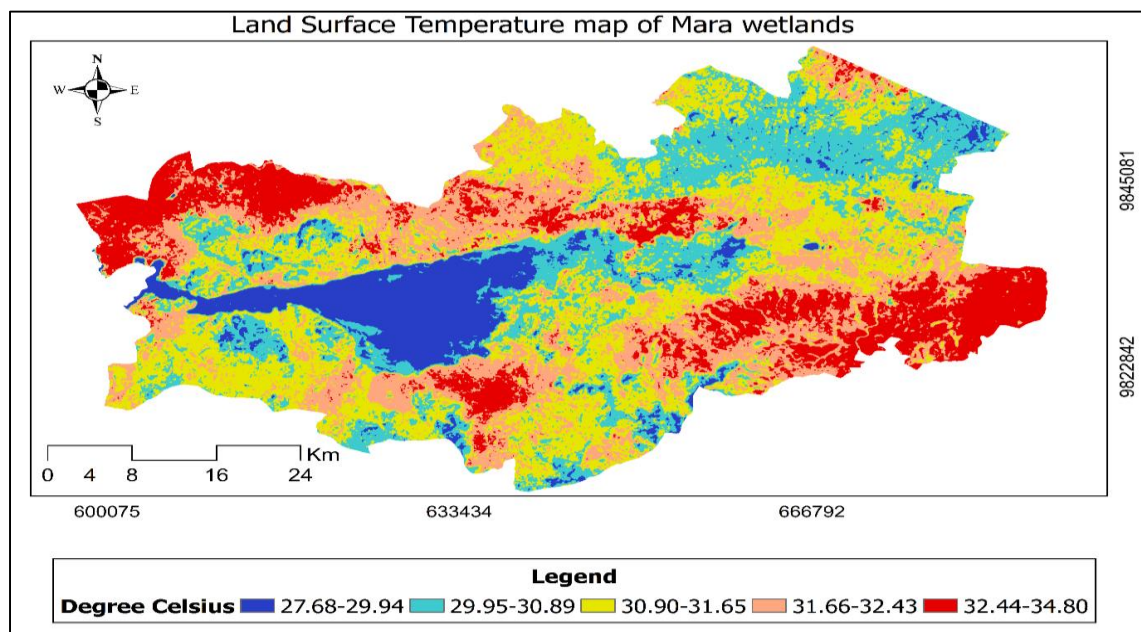 Land Surface Temperature map of Mara wetlands
N
W E
S
9845081
9822842
Km
0 4 8 16 24
600075 633434 666792
Legend
Degree Celsius 27.68-29.94 29.95-30.89 30.90-31.65 31.66-32.43 32.44-34.80